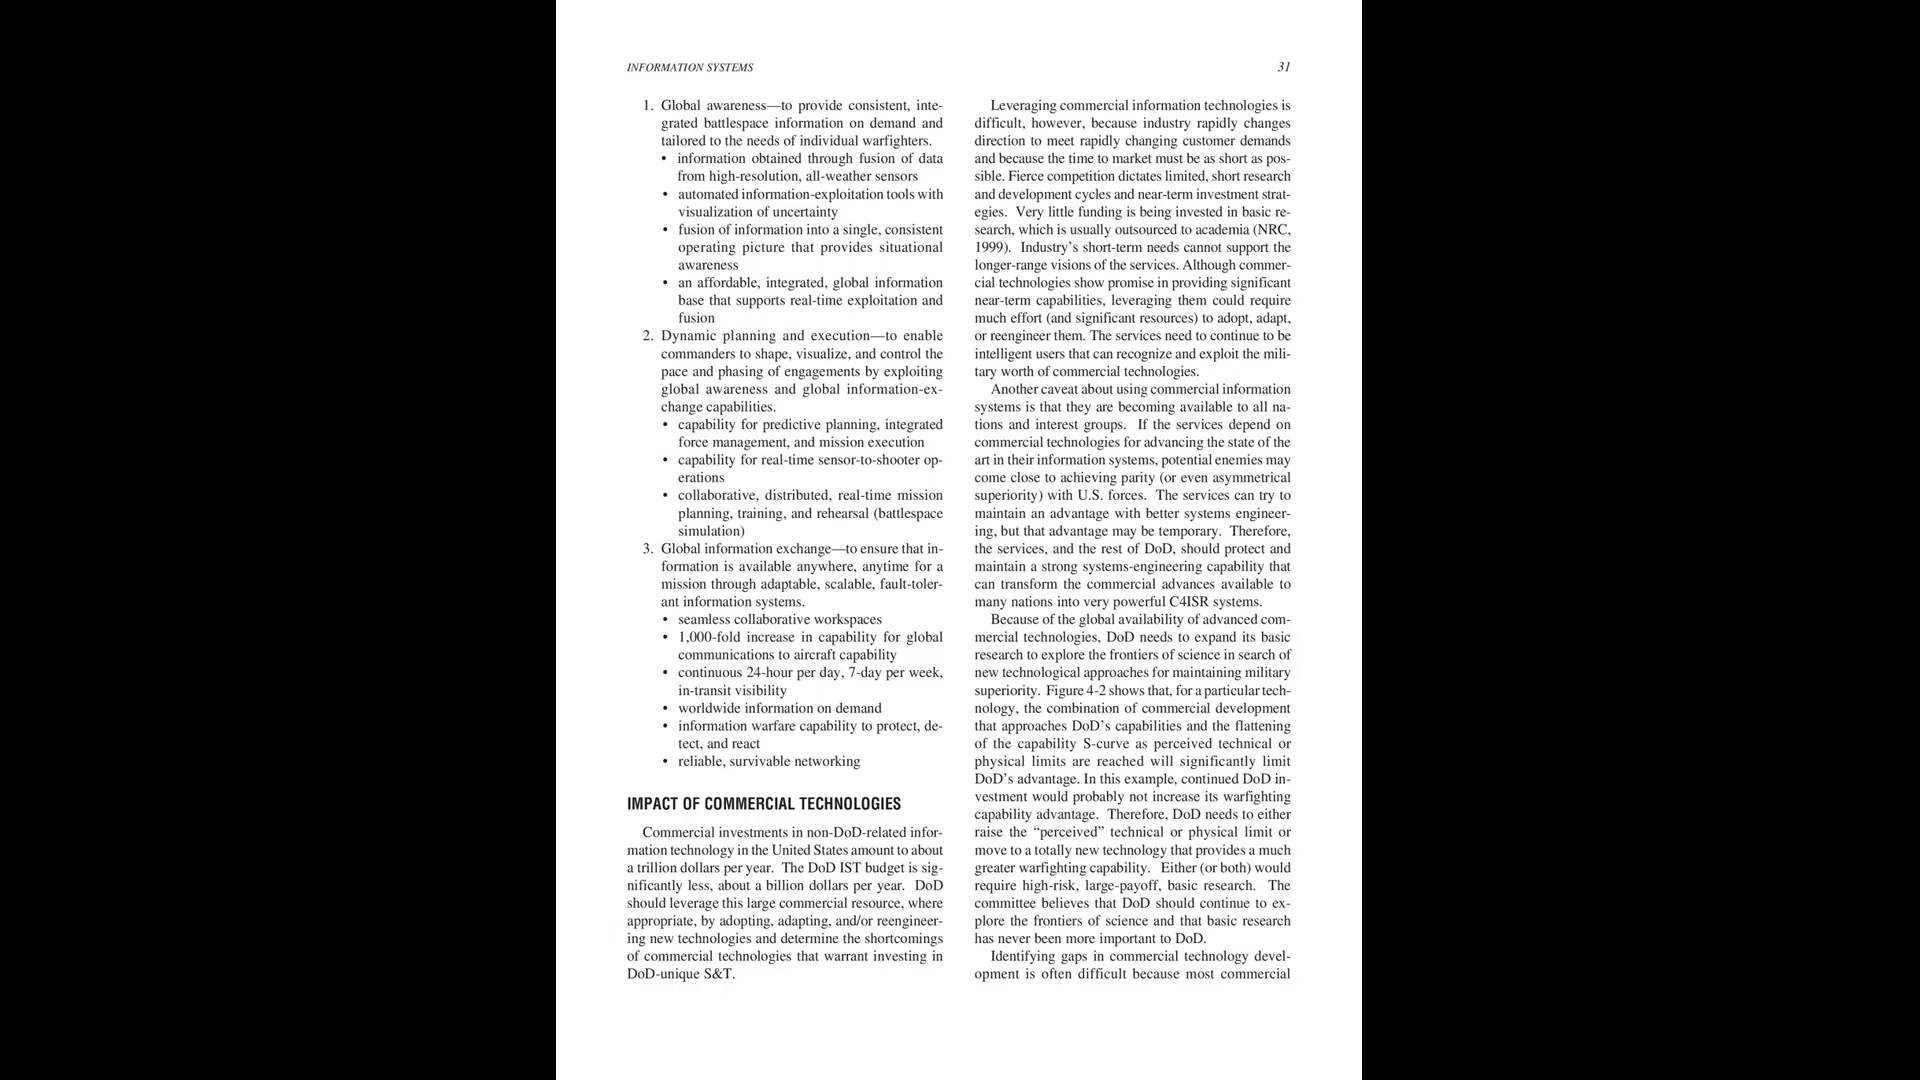 INFORMATION SYSTEMS
31
1. Global awareness—to provide consistent, inte-
grated battlespace information on demand and
tailored to the needs of individual warfighters.
• information obtained through fusion of data
from high-resolution, all-weather sensors
• automated information-exploitation tools with
visualization of uncertainty
• fusion of information into a single, consistent
operating picture that provides situational
awareness
• an affordable, integrated, global information
base that supports real-time exploitation and
fusion
2. Dynamic planning and execution—to enable
commanders to shape, visualize, and control the
pace and phasing of engagements by exploiting
global awareness and global information-ex-
change capabilities.
• capability for predictive planning, integrated
force management, and mission execution
• capability for real-time sensor-to-shooter op-
erations
• collaborative, distributed, real-time mission
planning, training, and rehearsal (battlespace
simulation)
3. Global information exchange—to ensure that in-
formation is available anywhere, anytime for a
mission through adaptable, scalable, fault-toler-
ant information systems.
• seamless collaborative workspaces
• 1,000-fold increase in capability for global
communications to aircraft capability
• continuous 24-hour per day, 7-day per week,
in-transit visibility
• worldwide information on demand
• information warfare capability to protect, de-
tect, and react
• reliable, survivable networking
IMPACT OF COMMERCIAL TECHNOLOGIES
Commercial investments in non-DoD-related infor-
mation technology in the United States amount to about
a trillion dollars per year. The DoD IST budget is sig-
nificantly less, about a billion dollars per year. DoD
should leverage this large commercial resource, where
appropriate, by adopting, adapting, and/or reengineer-
ing new technologies and determine the shortcomings
of commercial technologies that warrant investing in
DoD-unique S&T.
Leveraging commercial information technologies is
difficult, however, because industry rapidly changes
direction to meet rapidly changing customer demands
and because the time to market must be as short as pos-
sible. Fierce competition dictates limited, short research
and development cycles and near-term investment strat-
egies. Very little funding is being invested in basic re-
search, which is usually outsourced to academia (NRC,
1999). Industry's short-term needs cannot support the
longer-range visions of the services. Although commer-
cial technologies show promise in providing significant
near-term capabilities, leveraging them could require
much effort (and significant resources) to adopt, adapt,
or reengineer them. The services need to continue to be
intelligent users that can recognize and exploit the mili-
tary worth of commercial technologies.
Another caveat about using commercial information
systems is that they are becoming available to all na-
tions and interest groups. If the services depend on
commercial technologies for advancing the state of the
art in their information systems, potential enemies may
come close to achieving parity (or even asymmetrical
superiority) with U.S. forces. The services can try to
maintain an advantage with better systems engineer-
ing, but that advantage may be temporary. Therefore,
the services, and the rest of DoD, should protect and
maintain a strong systems-engineering capability that
can transform the commercial advances available to
many nations into very powerful C4ISR systems.
Because of the global availability of advanced com-
mercial technologies, DoD needs to expand its basic
research to explore the frontiers of science in search of
new technological approaches for maintaining military
superiority. Figure 4-2 shows that, for a particular tech-
nology, the combination of commercial development
that approaches DoD's capabilities and the flattening
of the capability S-curve as perceived technical or
physical limits are reached will significantly limit
DoD's advantage. In this example, continued DoD in-
vestment would probably not increase its warfighting
capability advantage. Therefore, DoD needs to either
raise the “perceived” technical or physical limit or
move to a totally new technology that provides a much
greater warfighting capability. Either (or both) would
require high-risk, large-payoff, basic research. The
committee believes that DoD should continue to ex-
plore the frontiers of science and that basic research
has never been more important to DoD.
Identifying gaps in commercial technology devel-
opment is often difficult because most commercial